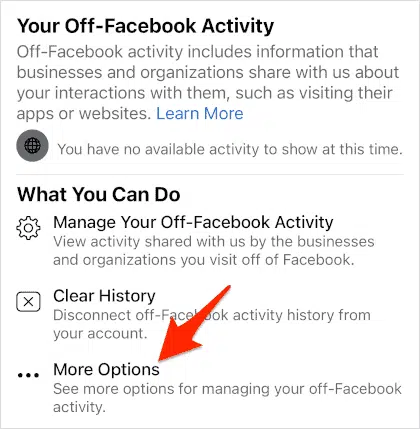 Your Off-Facebook Activity
Off-Facebook activity includes information that
businesses and organizations share with us about
your interactions with them, such as visiting their
apps or websites. Learn More
You have no available activity to show at this time.
What You Can Do
Manage Your Off-Facebook Activity
View activity shared with us by the businesses
and organizations you visit off of Facebook.
Clear History
Disconnect off-Facebook activity history from
your account.
More Options
See more options for managing your off-Facebook
activity.